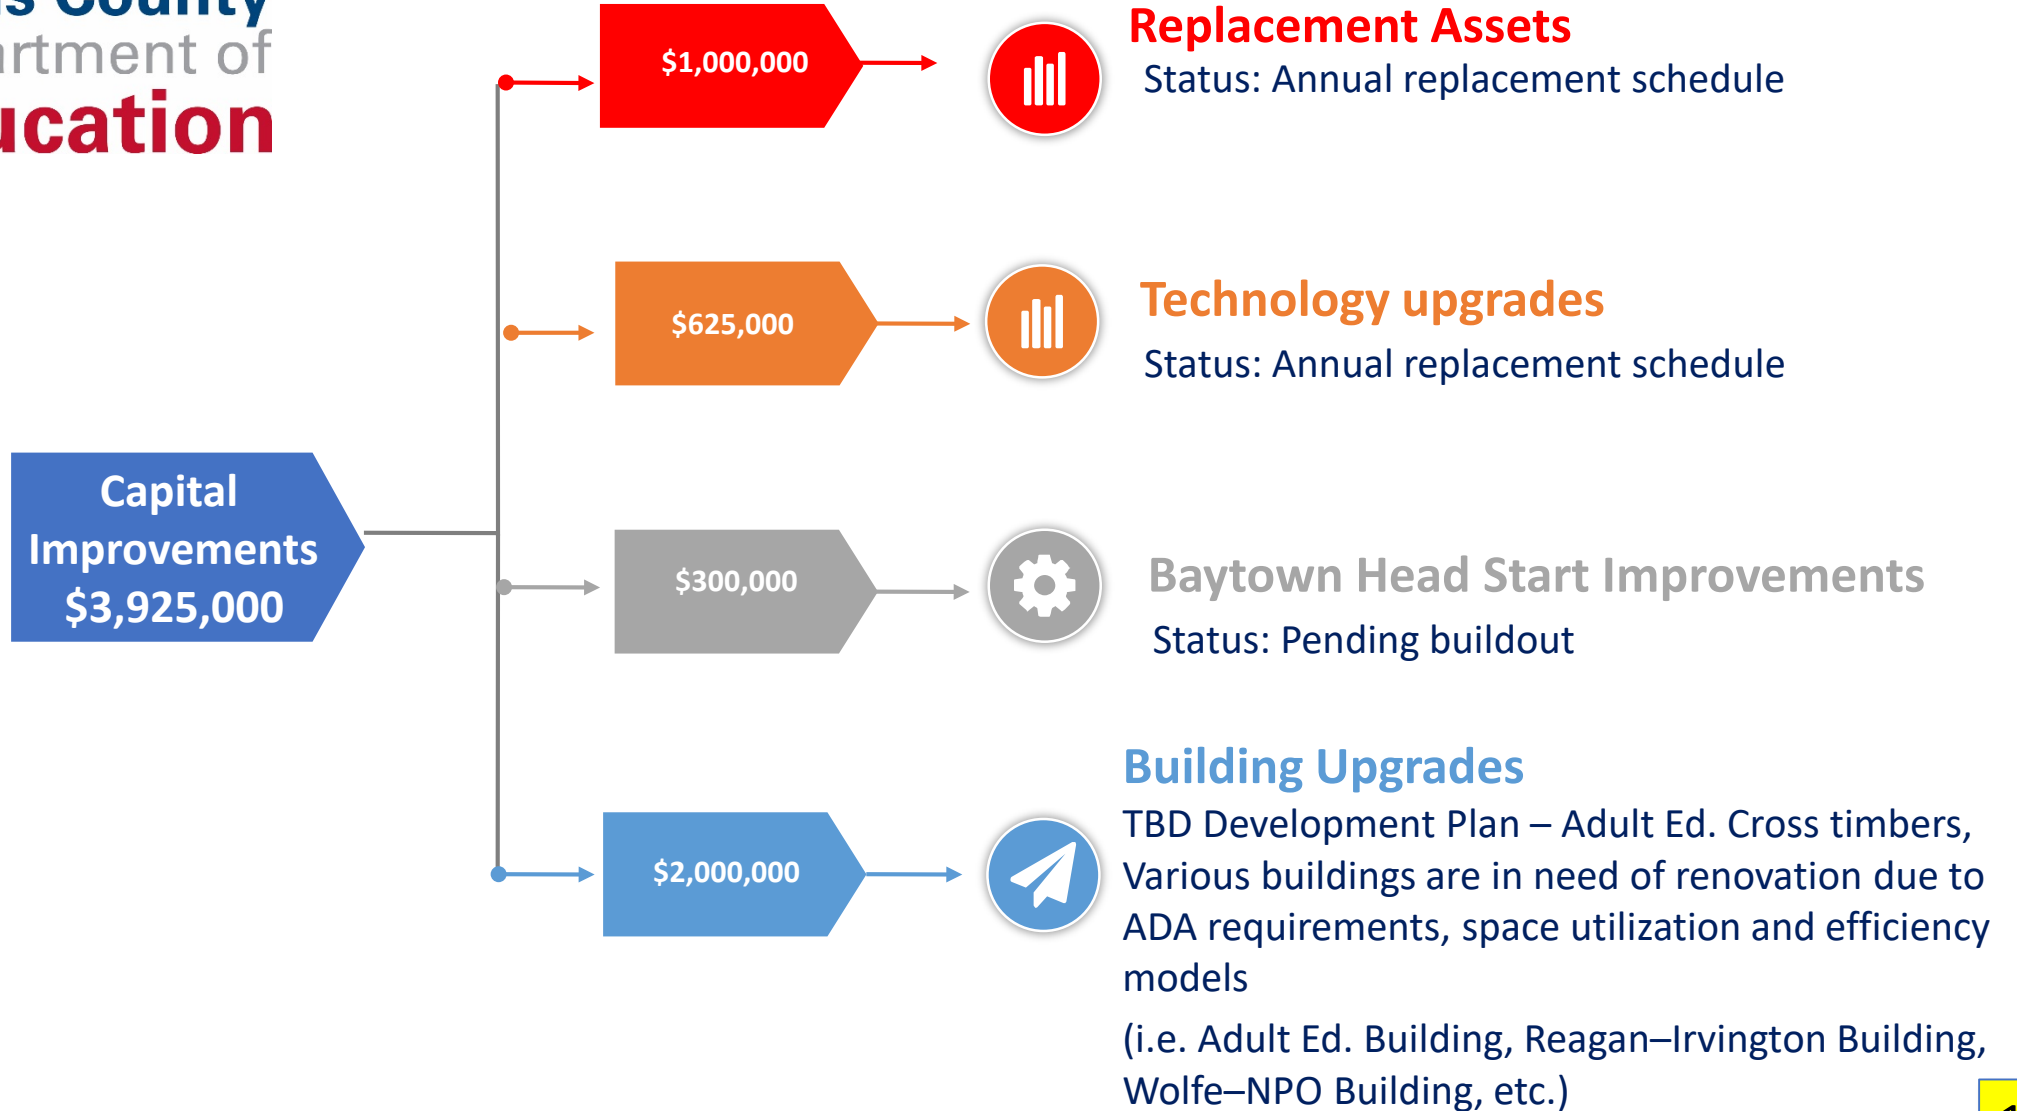 County
artment of
ucation
$1,000,000
Replacement Assets
Status: Annual replacement schedule
$625,000
Technology upgrades
Status: Annual replacement schedule
Capital
Improvements
$3,925,000
$300,000
Baytown Head Start Improvements
Status: Pending buildout
$2,000,000
Building Upgrades
TBD Development Plan – Adult Ed. Cross timbers,
Various buildings are in need of renovation due to
ADA requirements, space utilization and efficiency
models
(i.e. Adult Ed. Building, Reagan–Irvington Building,
Wolfe–NPO Building, etc.)